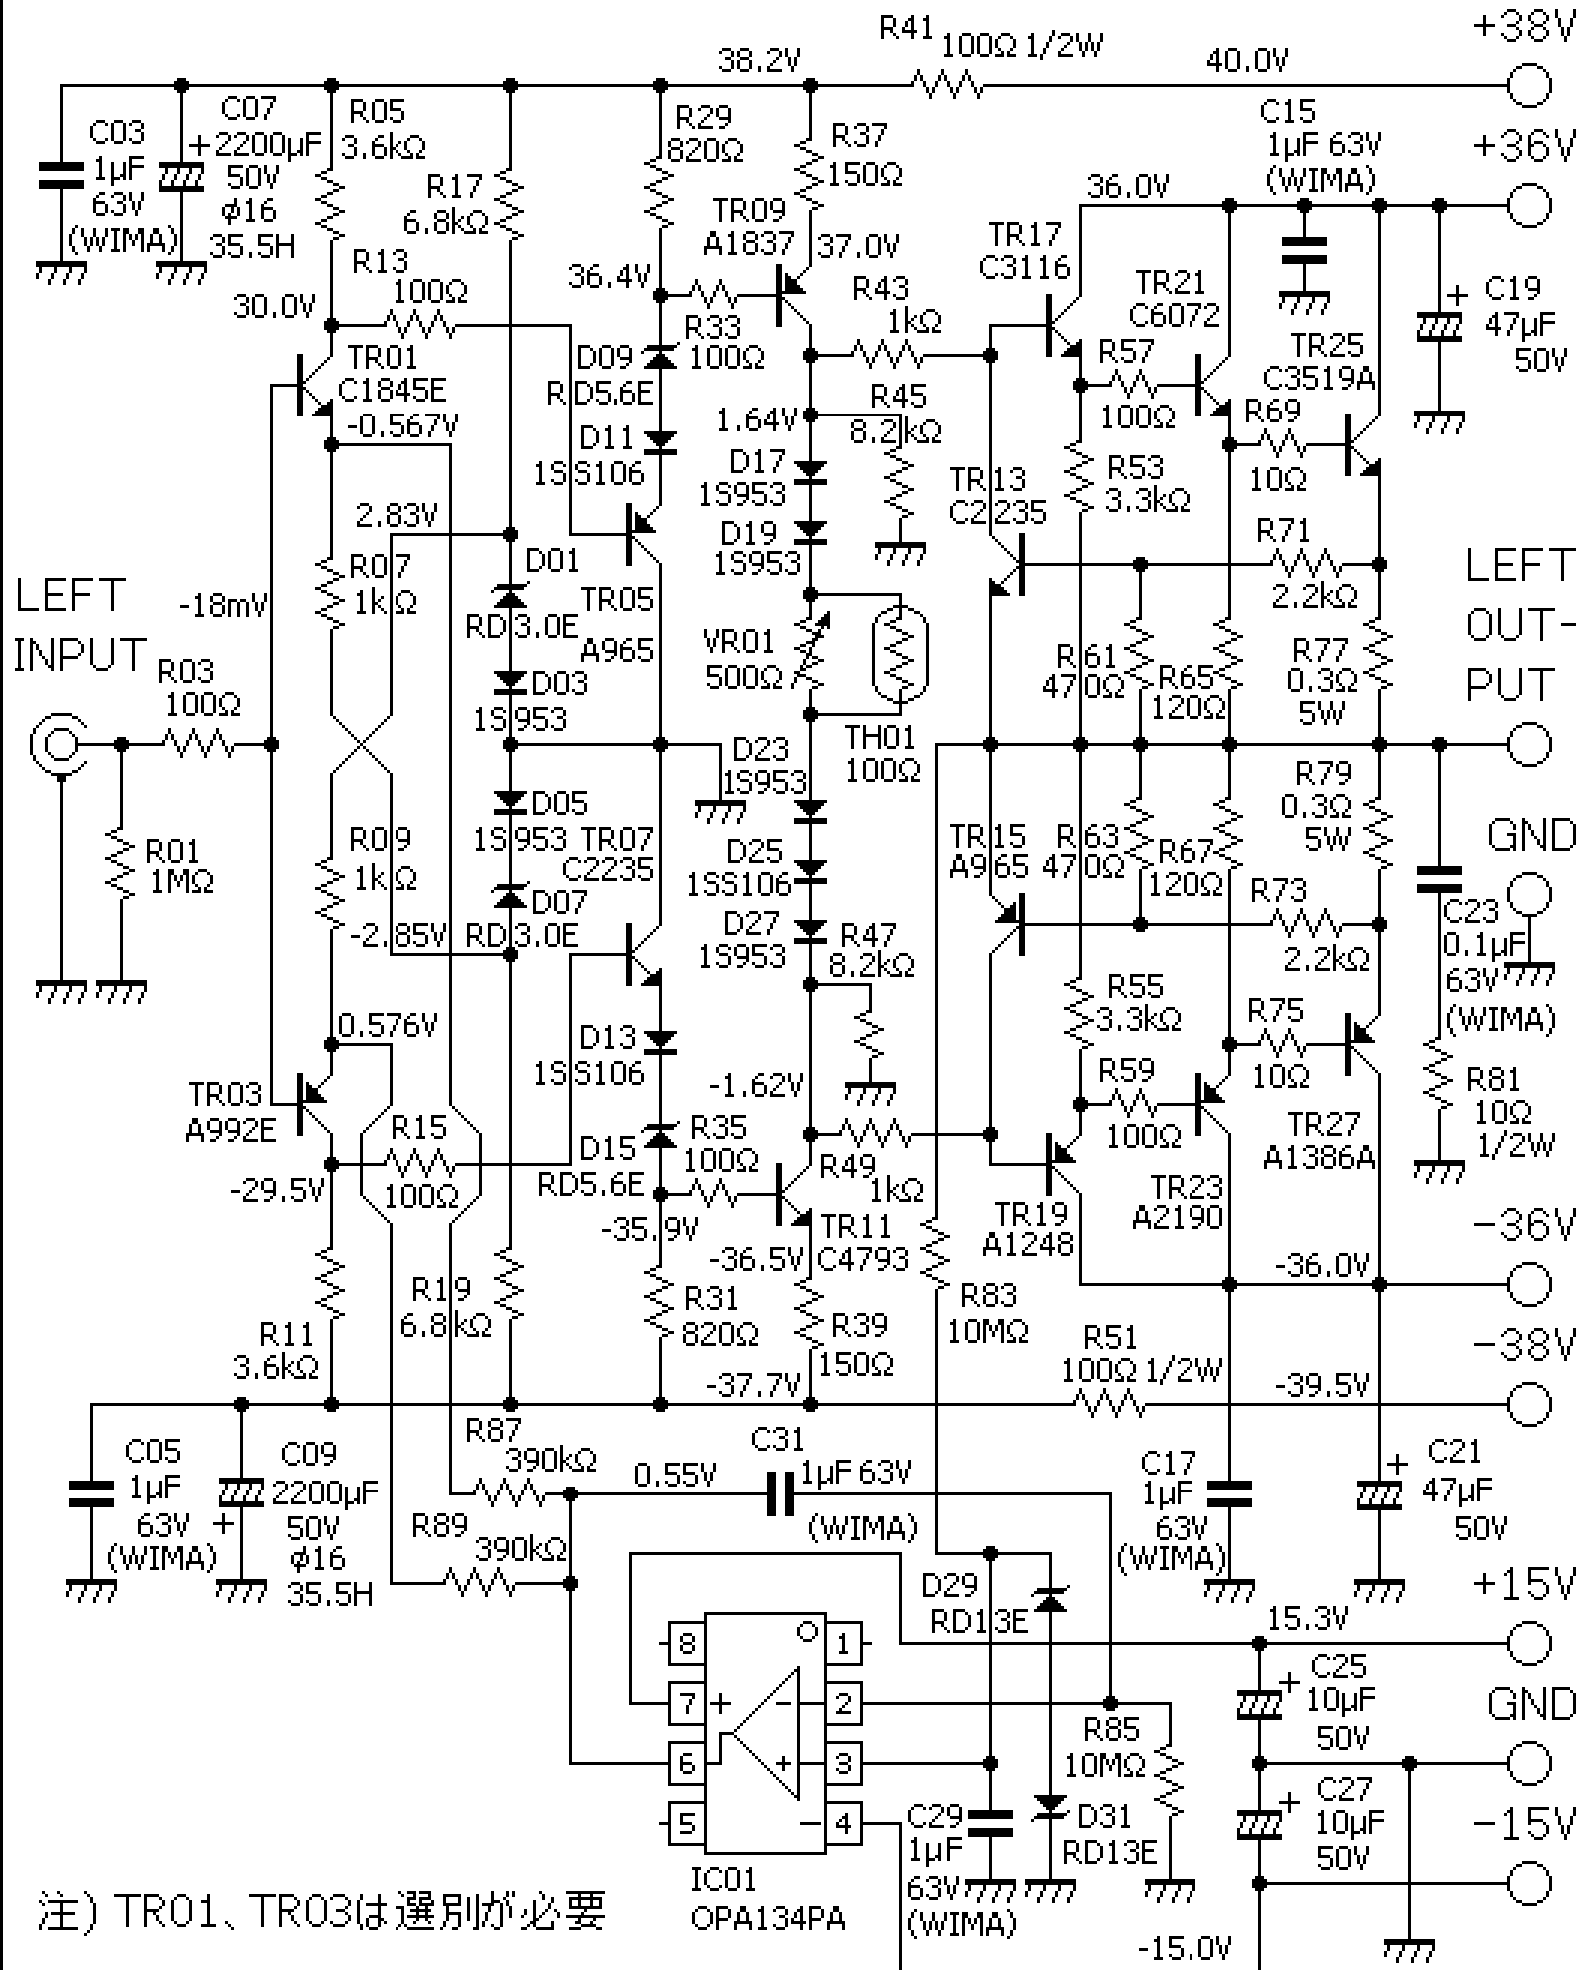 +38V
R41
100Ω 1/2W
38.2V
40.0V
C03
1μF
63V
(WIMA)
C07
+
2200μF
50V
φ16
35.5H
R05
3.6kΩ
R17
6.8kΩ
R29
820Ω
R37
150Ω
C15
1μF 63V
(WIMA)
+36V
36.0V
TR09
A1837
37.0V
TR17
C3116
R13
100Ω
30.0V
36.4V
R33
100Ω
R43
1kΩ
TR21
C6072
+
C19
47μF
50V
TR01
C1845E
-0.567V
D09
RD5.6E
R57
100Ω
TR25
C3519A
D11
1SS106
1.64V
R45
8.2kΩ
R69
10Ω
D17
1S953
R53
3.3kΩ
TR13
C2235
2.83V
D19
1S953
R71
2.2kΩ
LEFT
OUT-
PUT
LEFT
INPUT
-18mV
R07
1kΩ
D01
RD3.0E
TR05
A965
VR01
500Ω
R61
470Ω
R65
120Ω
R77
0.3Ω
5W
R03
100Ω
D03
1S953
D23
1S953
TH01
100Ω
R01
1MΩ
R09
1kΩ
D05
1S953
TR07
C2235
D25
1SS106
TR15
A965
R63
470Ω
R67
120Ω
R79
0.3Ω
5W
GND
-2.85V
D07
RD3.0E
D27
1S953
R47
8.2kΩ
R73
2.2kΩ
C23
0.1μF
63V
(WIMA)
0.576V
D13
1SS106
-1.62V
R55
3.3kΩ
R75
10Ω
TR03
A992E
R15
100Ω
-29.5V
D15
RD5.6E
R35
100Ω
R49
1kΩ
R59
100Ω
TR27
A1386A
R81
10Ω
1/2W
-35.9V
TR11
C4793
-36.5V
TR19
A1248
TR23
A2190
-36V
-36.0V
R11
3.6kΩ
R19
6.8kΩ
R31
820Ω
R39
150Ω
R83
10MΩ
R51
100Ω 1/2W
-38V
-37.7V
-39.5V
C05
1μF
63V
(WIMA)
C09
2200μF
50V
+
φ16
35.5H
R87
390kΩ
0.55V
C31
1μF 63V
(WIMA)
R89
390kΩ
C17
1μF
63V
(WIMA)
+
C21
47μF
50V
D29
RD13E
+15V
15.3V
8
1
7
+
-
2
6
+
3
5
-
4
IC01
OPA134PA
R85
10MΩ
C29
1μF
63V
(WIMA)
D31
RD13E
+
C25
10μF
50V
GND
+
C27
10μF
50V
-15V
-15.0V
注) TR01、TR03は選別が必要